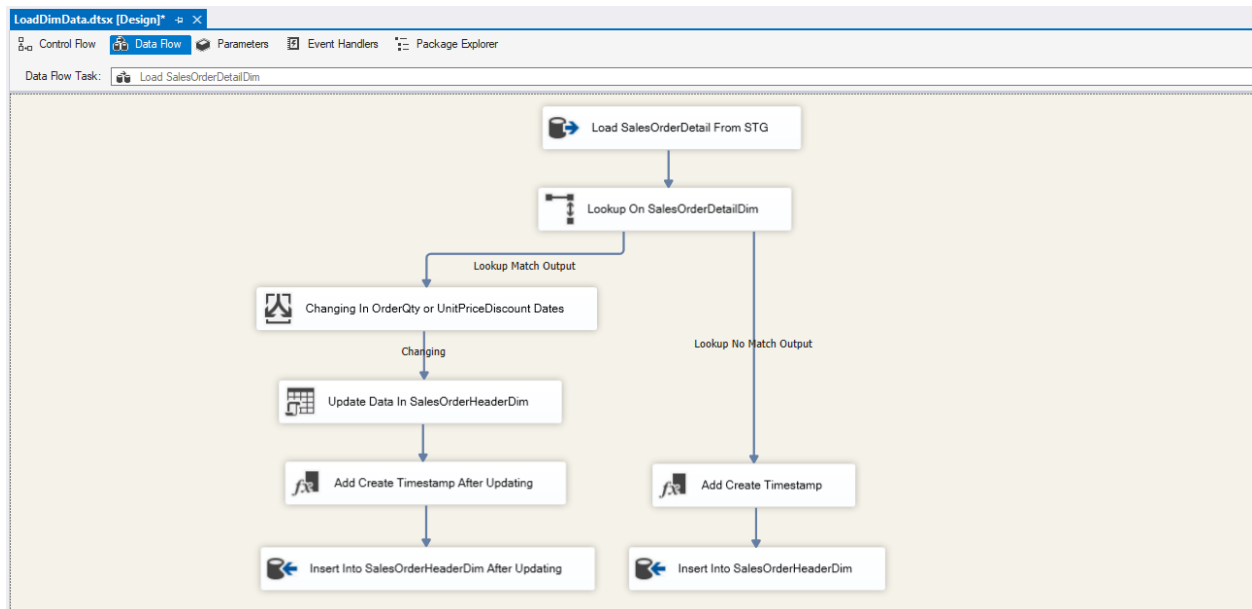 LoadDimData.dtsx [Design]*
Control Flow Data Flow Parameters Event Handlers Package Explorer
Data Flow Task: Load SalesOrderDetailDim
Load SalesOrderDetail From STG
Lookup On SalesOrderDetailDim
Lookup Match Output
Changing In OrderQty or UnitPriceDiscount Dates
Lookup No Match Output
Changing
Update Data In SalesOrderHeaderDim
Add Create Timestamp After Updating
Add Create Timestamp
Insert Into SalesOrderHeaderDim After Updating
Insert Into SalesOrderHeaderDim